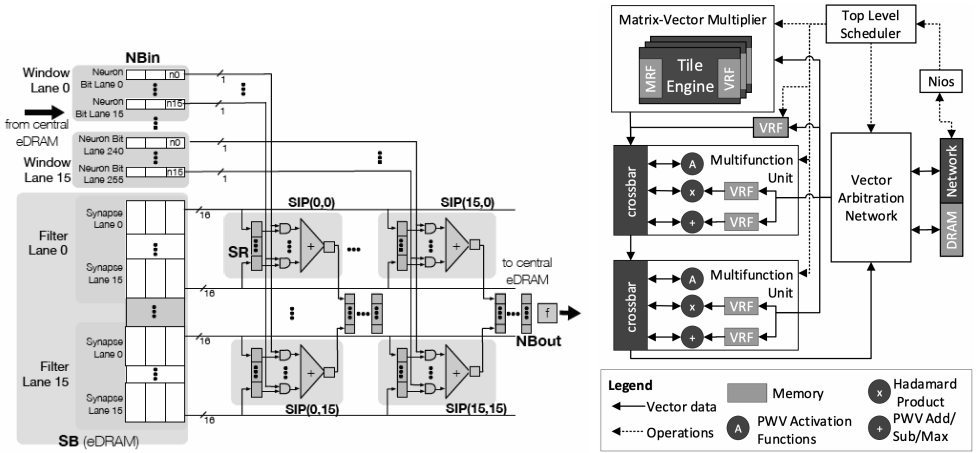 NBin
Window
Lane 0
Neuron
Bit Lane 0
n0
1
Neuron
Bit Lane 15
n15
1
from central
eDRAM
Neuron Bit
Lane 240
n0
1
Window
Lane 15
Neuron Bit
Lane 255
n15
1
Filter
Lane 0
Synapse
Lane 0
16
Synapse
Lane 15
16
Filter
Lane 15
Synapse
Lane 0
16
Synapse
Lane 15
16
SB (eDRAM)
SIP(0,0)
SIP(15,0)
SR
+
+
to central
eDRAM
f
NBout
+
+
SIP(0,15)
SIP(15,15)
Matrix-Vector Multiplier
MRF
Tile
Engine
VRF
Top Level
Scheduler
Nios
VRF
crossbar
A
Multifunction
Unit
x
VRF
+
VRF
Vector
Arbitration
Network
Network
DRAM
crossbar
A
Multifunction
Unit
x
VRF
+
VRF
Legend
Vector data
Operations
Memory
A
PWV Activation
Functions
x
Hadamard
Product
+
PWV Add/
Sub/Max